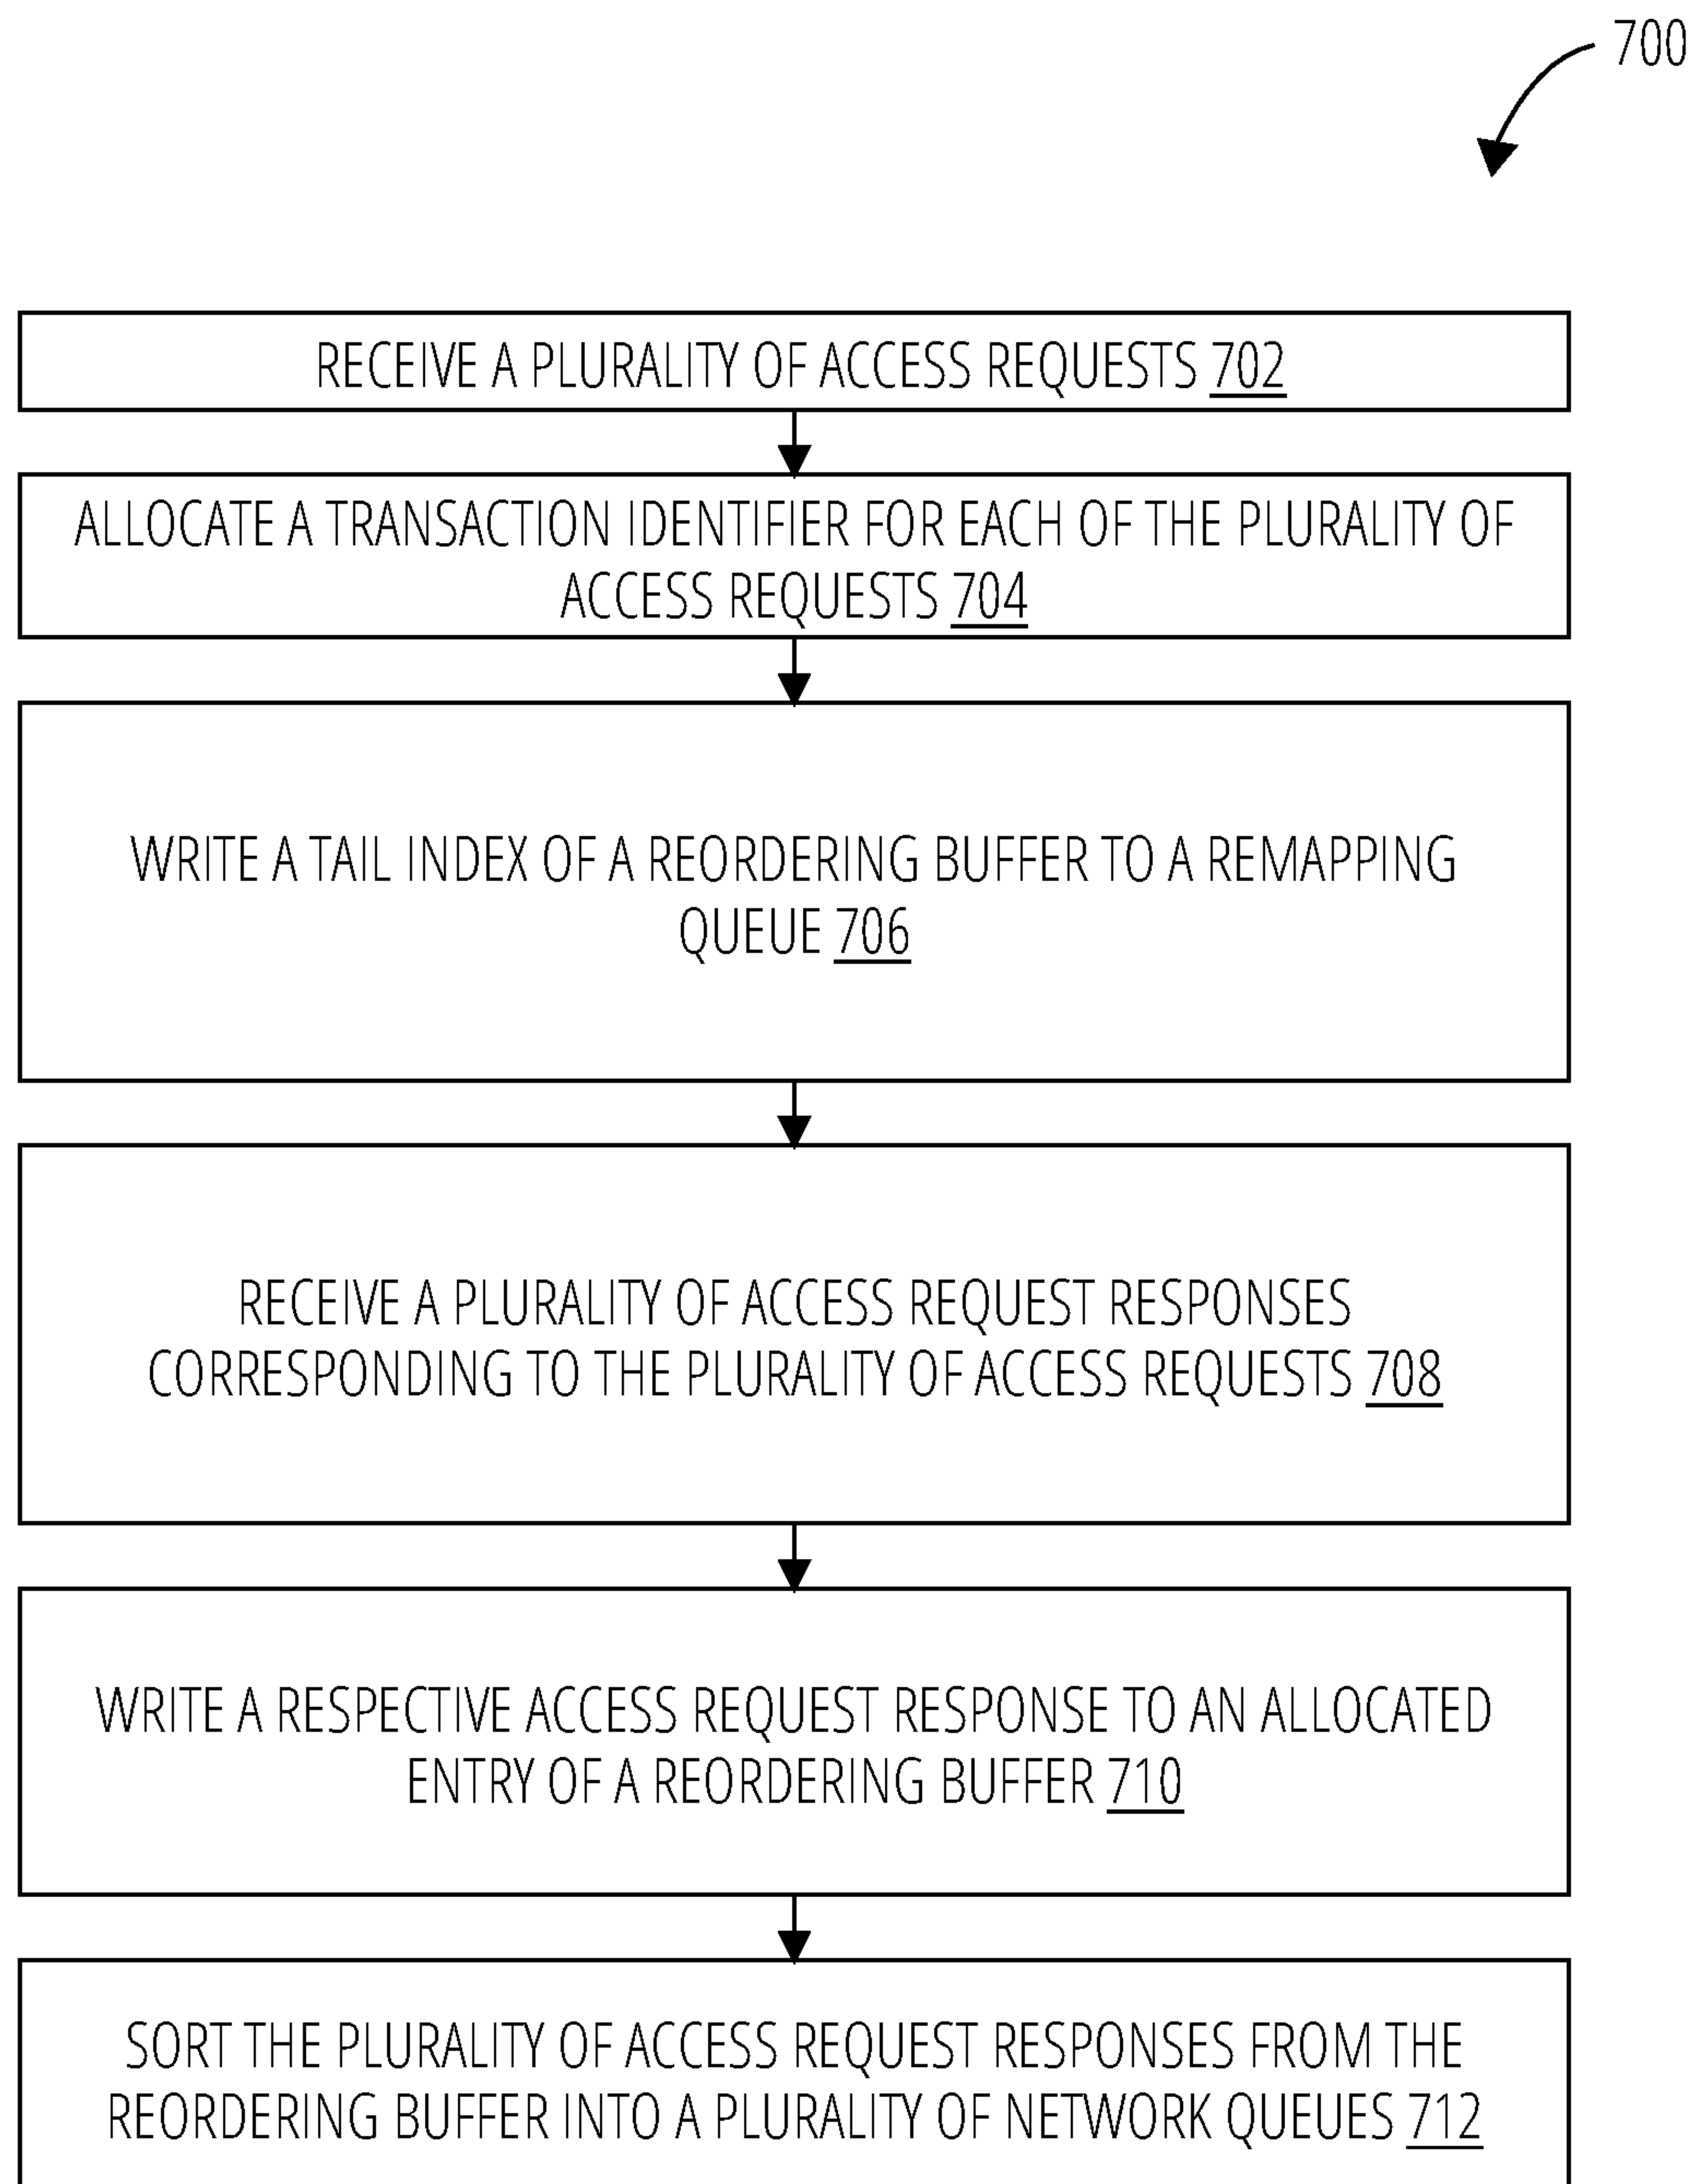 700
RECEIVE A PLURALITY OF ACCESS REQUESTS 702
ALLOCATE A TRANSACTION IDENTIFIER FOR EACH OF THE PLURALITY OF
ACCESS REQUESTS 704
WRITE A TAIL INDEX OF A REORDERING BUFFER TO A REMAPPING
QUEUE 706
RECEIVE A PLURALITY OF ACCESS REQUEST RESPONSES
CORRESPONDING TO THE PLURALITY OF ACCESS REQUESTS 708
WRITE A RESPECTIVE ACCESS REQUEST RESPONSE TO AN ALLOCATED
ENTRY OF A REORDERING BUFFER 710
SORT THE PLURALITY OF ACCESS REQUEST RESPONSES FROM THE
REORDERING BUFFER INTO A PLURALITY OF NETWORK QUEUES 712